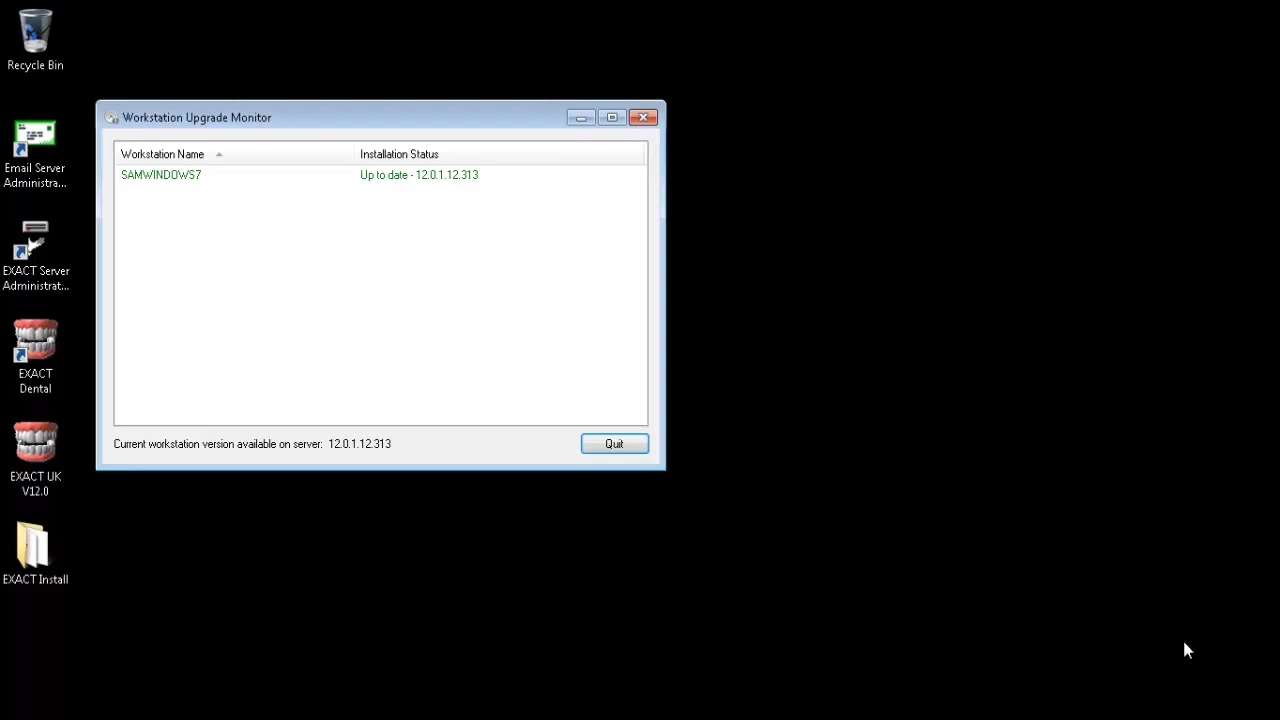 Recycle Bin
Email Server
Administra...
EXACT Server
Administrat...
EXACT
Dental
EXACT UK
V12.0
EXACT Install
Workstation Upgrade Monitor
Workstation Name Installation Status
SAMWINDOWS7 Up to date - 12.0.1.12.313
Current workstation version available on server: 12.0.1.12.313
Quit